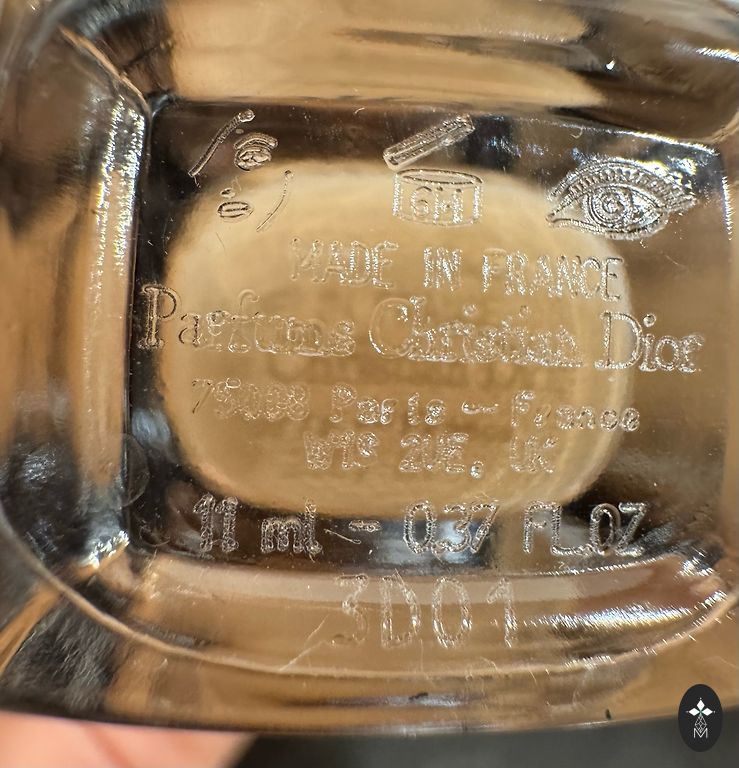 6M
MADE IN FRANCE
Parfums Christian Dior
75008 Paris - France
W1S 2UE, UK
11 ml - 0.37 FL.OZ
3D01
M